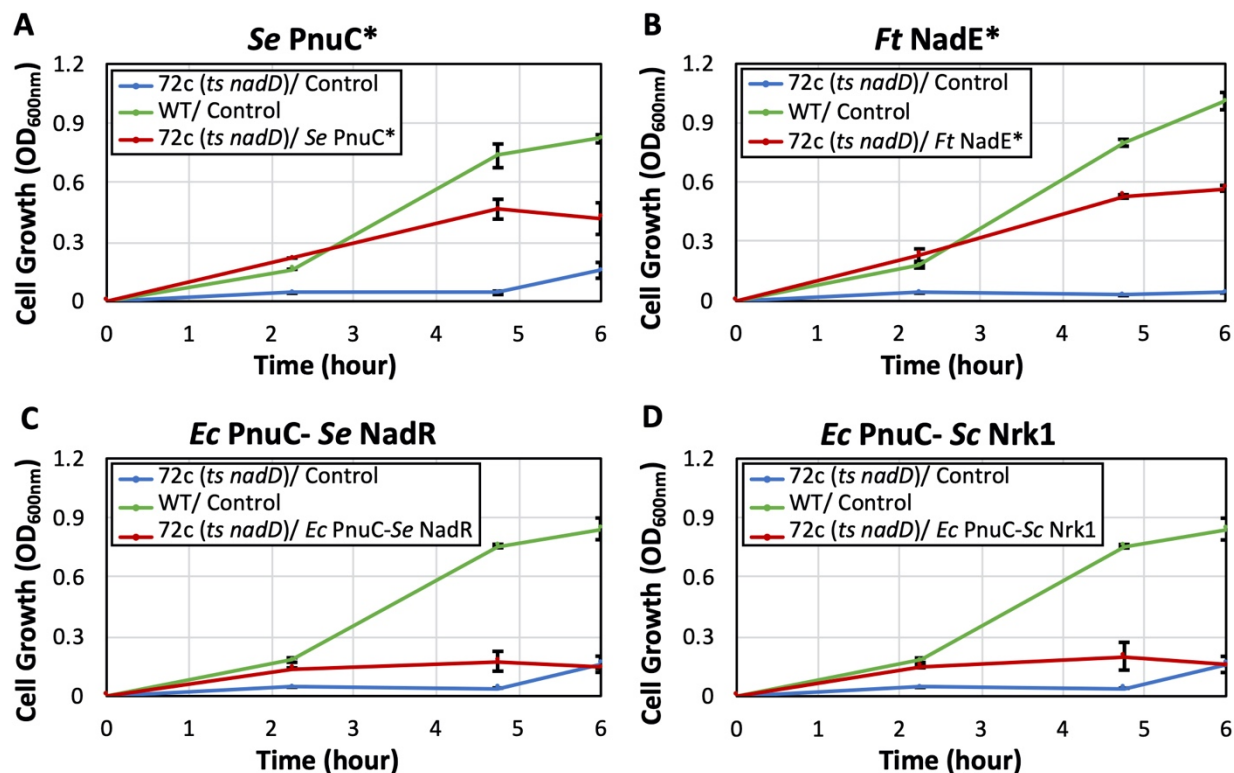 A
Se PnuC*
Cell Growth (OD600nm)
1.2
0.9
0.6
0.3
0
72c (ts nadD)/ Control
WT/ Control
72c (ts nadD)/ Se PnuC*
0 1 2 3 4 5 6
Time (hour)
B
Ft NadE*
Cell Growth (OD600nm)
1.2
0.9
0.6
0.3
0
72c (ts nadD)/ Control
WT/ Control
72c (ts nadD)/ Ft NadE*
0 1 2 3 4 5 6
Time (hour)
C
Ec PnuC- Se NadR
Cell Growth (OD600nm)
1.2
0.9
0.6
0.3
0
72c (ts nadD)/ Control
WT/ Control
72c (ts nadD)/ Ec PnuC-Se NadR
0 1 2 3 4 5 6
Time (hour)
D
Ec PnuC- Sc Nrk1
Cell Growth (OD600nm)
1.2
0.9
0.6
0.3
0
72c (ts nadD)/ Control
WT/ Control
72c (ts nadD)/ Ec PnuC-Sc Nrk1
0 1 2 3 4 5 6
Time (hour)